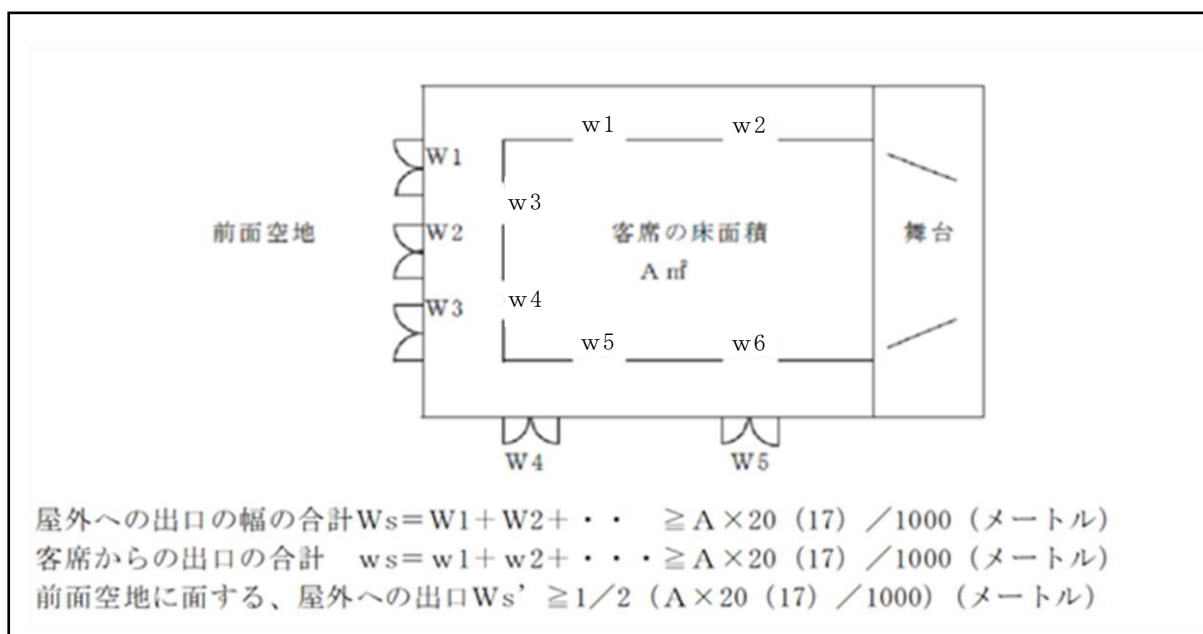 w1
w2
W1
w3
前面空地
W2
客席の床面積
舞台
A㎡
w4
W3
w5
w6
W4
W5
屋外への出口の幅の合計Ws＝W1＋W2＋・・　≧A×20（17）／1000（メートル）
客席からの出口の合計　ws＝w1＋w2＋・・・≧A×20（17）／1000（メートル）
前面空地に面する、屋外への出口Ws’≧1／2（A×20（17）／1000）（メートル）